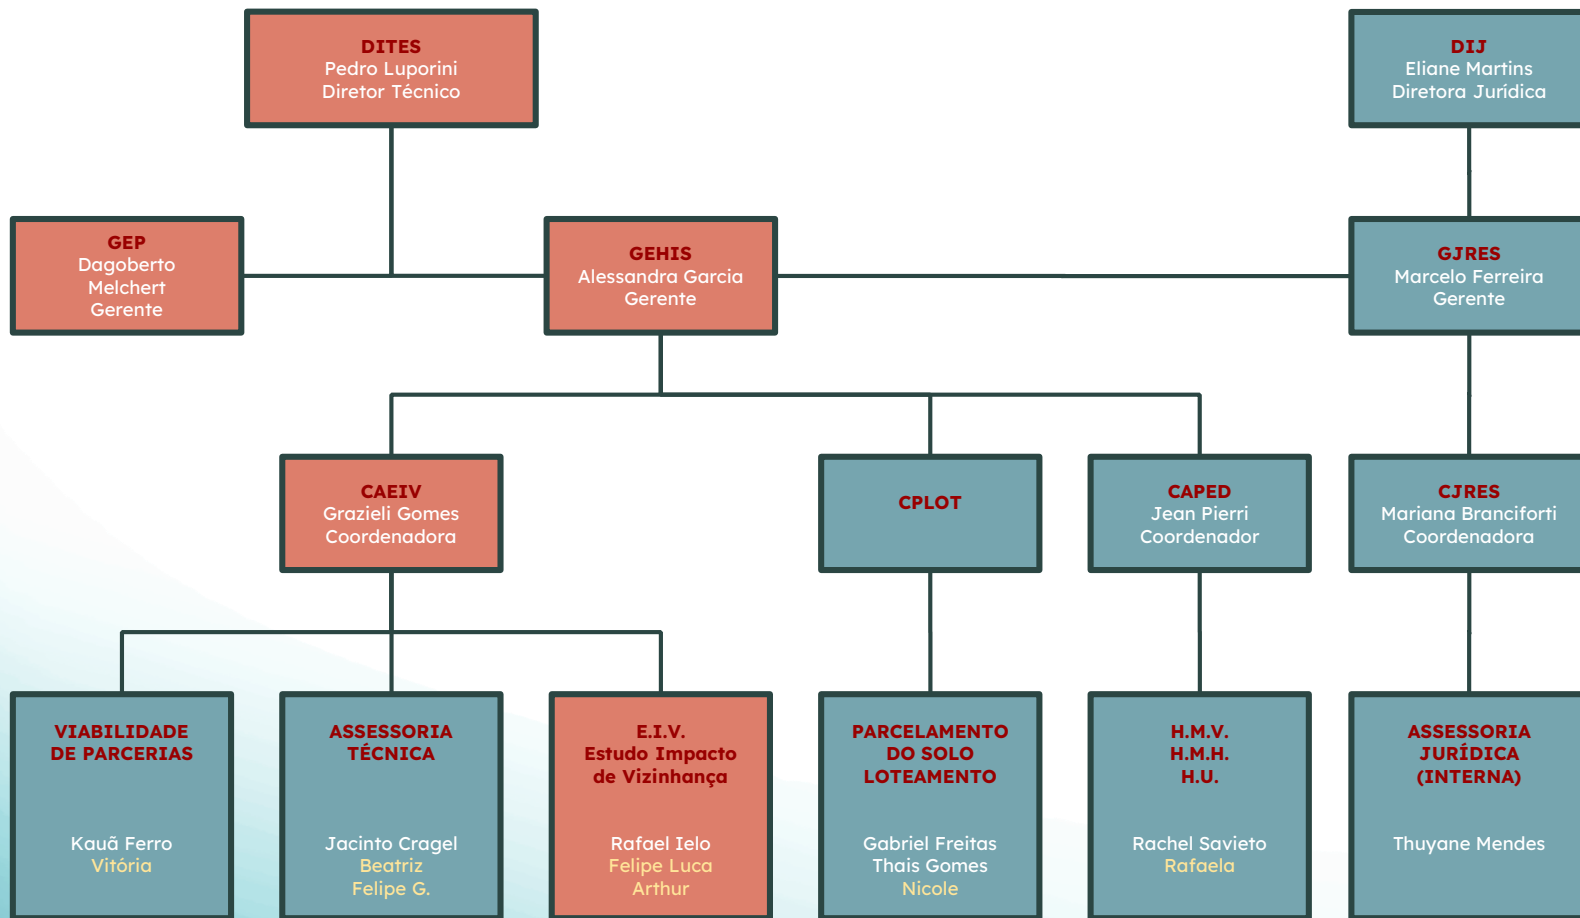 DITES
Pedro Luporini
Diretor Técnico
DIJ
Eliane Martins
Diretora Jurídica
GEP
Dagoberto
Melchert
Gerente
GEHIS
Alessandra Garcia
Gerente
GJRES
Marcelo Ferreira
Gerente
CAEIV
Grazieli Gomes
Coordenadora
CPLOT
CAPED
Jean Pierri
Coordenador
CJRES
Mariana Branciforti
Coordenadora
VIABILIDADE
DE PARCERIAS
Kauã Ferro
Vitória
ASSESSORIA
TÉCNICA
Jacinto Cragel
Beatriz
Felipe G.
E.I.V.
Estudo Impacto
de Vizinhança
Rafael Ielo
Felipe Luca
Arthur
PARCELAMENTO
DO SOLO
LOTEAMENTO
Gabriel Freitas
Thais Gomes
Nicole
H.M.V.
H.M.H.
H.U.
Rachel Savieto
Rafaela
ASSESSORIA
JURÍDICA
(INTERNA)
Thuyane Mendes